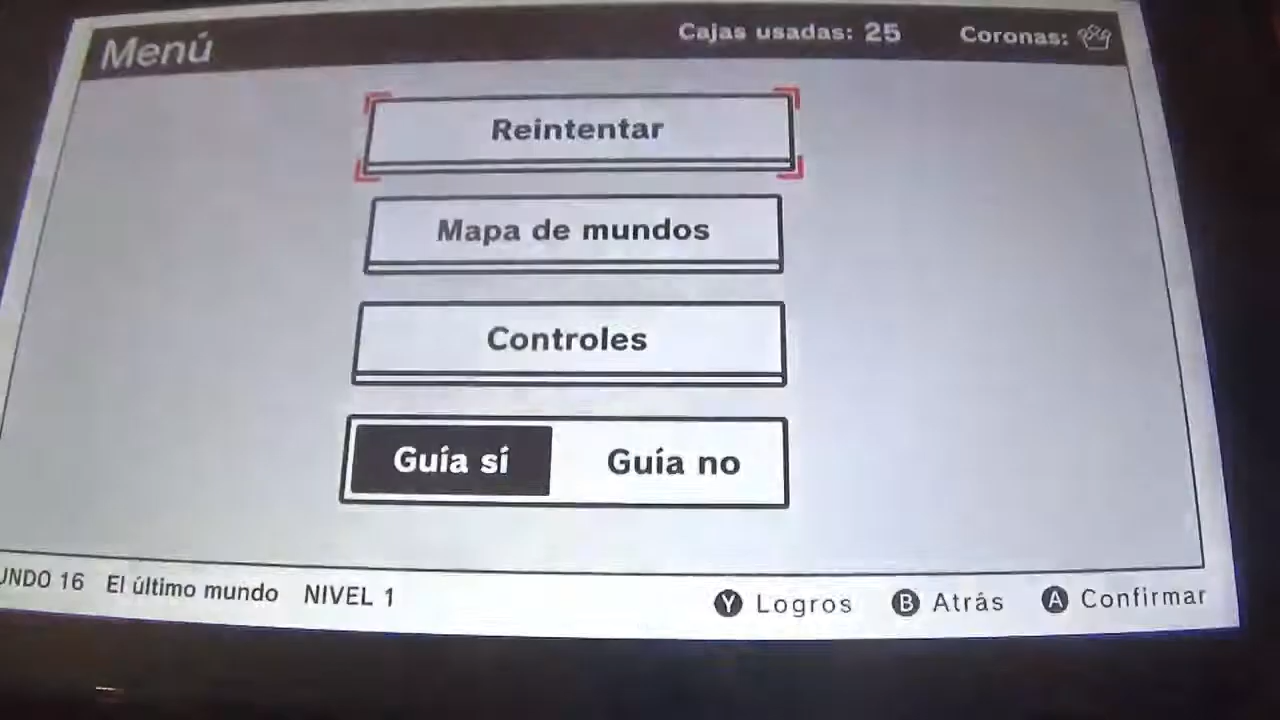 Menú
Cajas usadas: 25
Coronas:
Reintentar
Mapa de mundos
Controles
Guía sí
Guía no
16 El último mundo NIVEL 1
Y Logros
B Atrás
A Confirmar